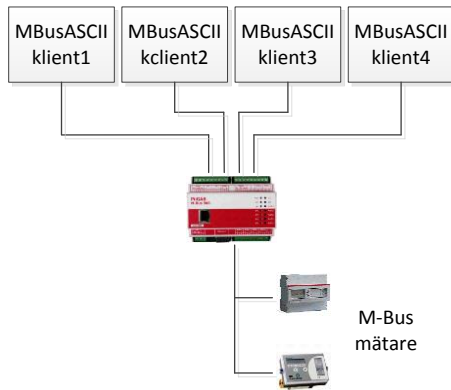 MBusASCII
klient1
MBusASCII
kclient2
MBusASCII
klient3
MBusASCII
klient4
M-Bus
mätare